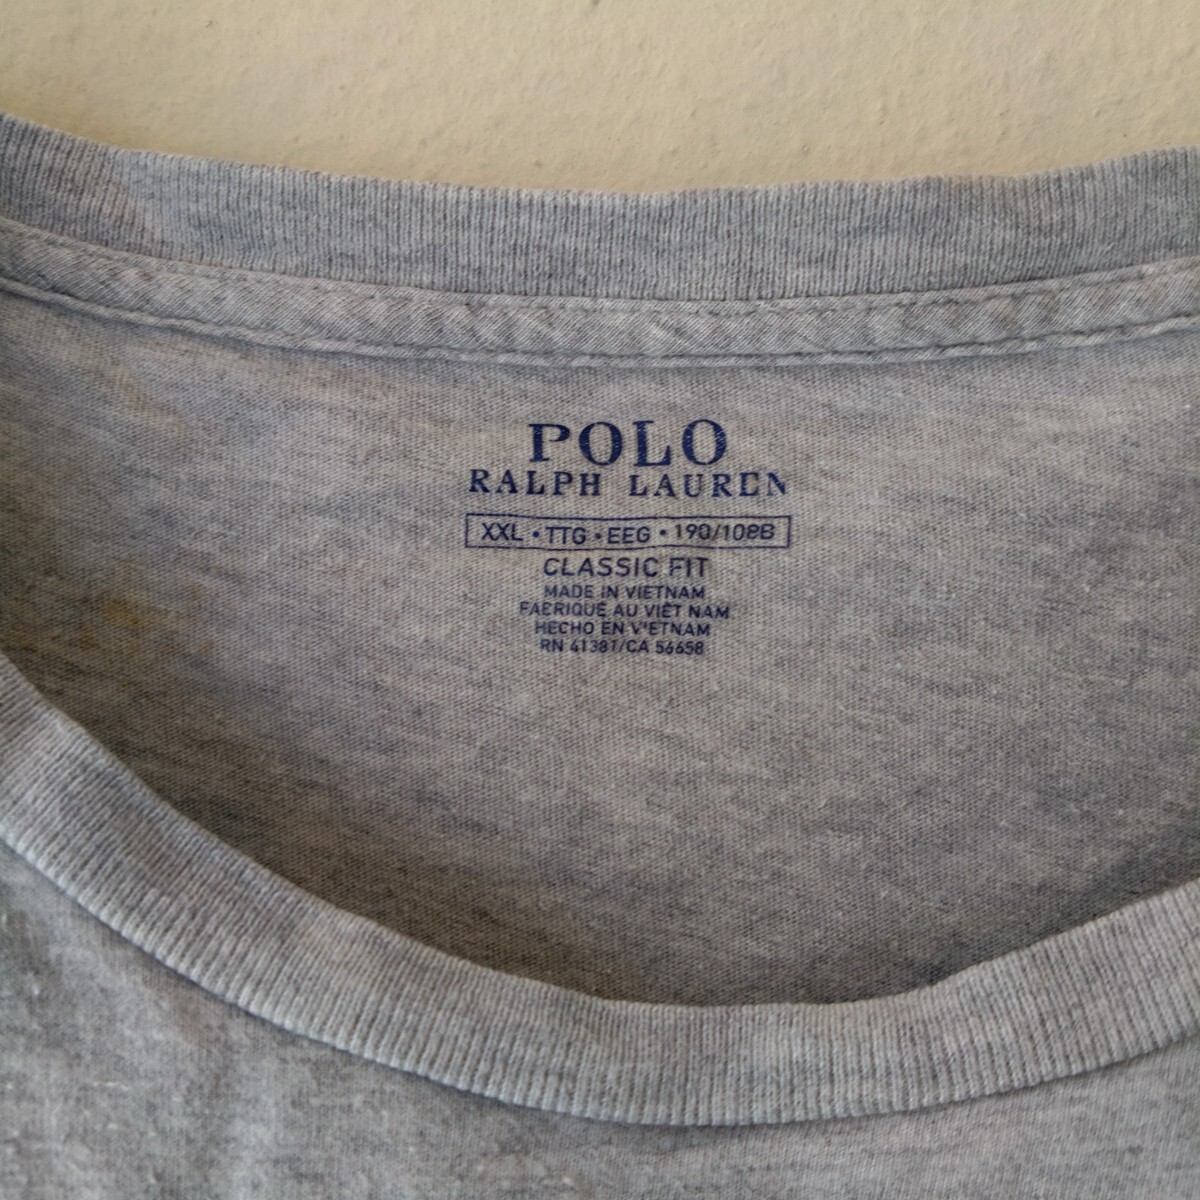 POLO
RALPH LAUREN
XXL • TTG • EEG • 190/108B
CLASSIC FIT
MADE IN VIETNAM
FABRIQUÉ AU VIÊT NAM
HECHO EN VIETNAM
RN 41381/CA 56658